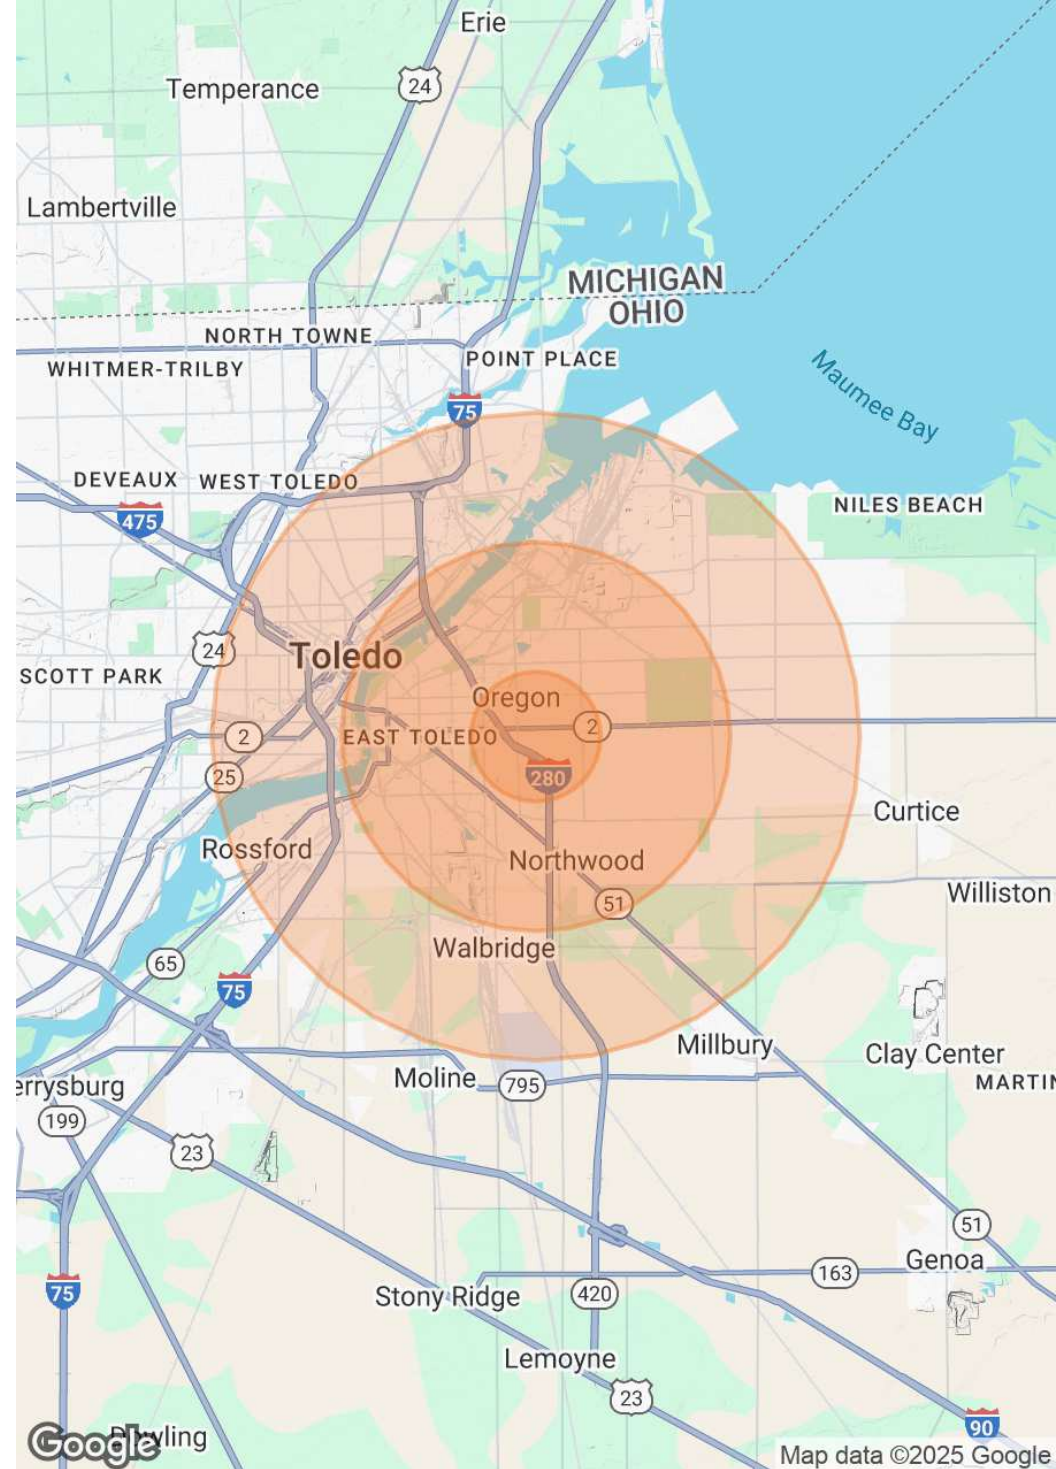 Erie
Temperance
24
Lambertville
MICHIGAN
OHIO
NORTH TOWNE
POINT PLACE
WHITMER-TRILBY
Maumee Bay
75
DEVEAUX
WEST TOLEDO
475
NILES BEACH
24
Toledo
SCOTT PARK
Oregon
2
2
EAST TOLEDO
25
280
Curtice
Rossford
Northwood
Williston
51
Walbridge
65
75
Millbury
Clay Center
Moline
795
MARTIN
errysburg
199
23
51
Genoa
163
75
Stony Ridge
420
Lemoyne
23
90
Google
Map data ©2025 Google